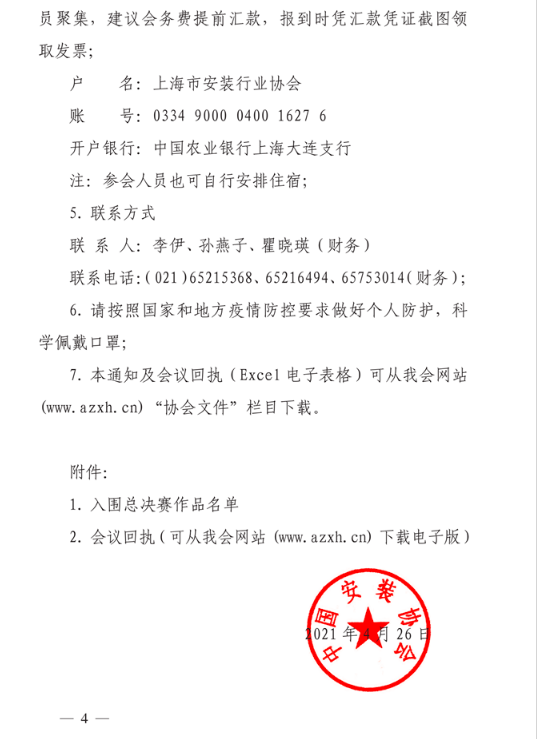 员聚集，建议会务费提前汇款，报到时凭汇款凭证截图领
取发票；
户 名：上海市安装行业协会
账 号：0334 9000 0400 1627 6
开户银行：中国农业银行上海大连支行
注：参会人员也可自行安排住宿；
5. 联系方式
联 系 人：李伊、孙燕子、瞿晓瑛（财务）
联系电话：（021）65215368、65216494、65753014（财务）；
6. 请按照国家和地方疫情防控要求做好个人防护，科
学佩戴口罩；
7. 本通知及会议回执（Excel 电子表格）可从我会网站
(www.azxh.cn) “协会文件”栏目下载。
附件：
1. 入围总决赛作品名单
2. 会议回执（可从我会网站 (www.azxh.cn) 下载电子版）
中国安装协会
2021 年 4 月 26 日
— 4 —